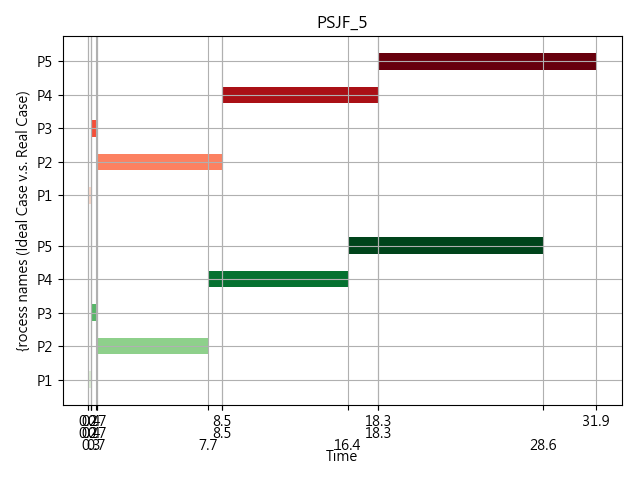 PSJF_5
P5
P4
P3
P2
P1
P5
P4
P3
P2
P1
{rocess names (Ideal Case v.s. Real Case)
8.5 18.3 31.9
8.5 18.3
7.7 16.4 28.6
Time